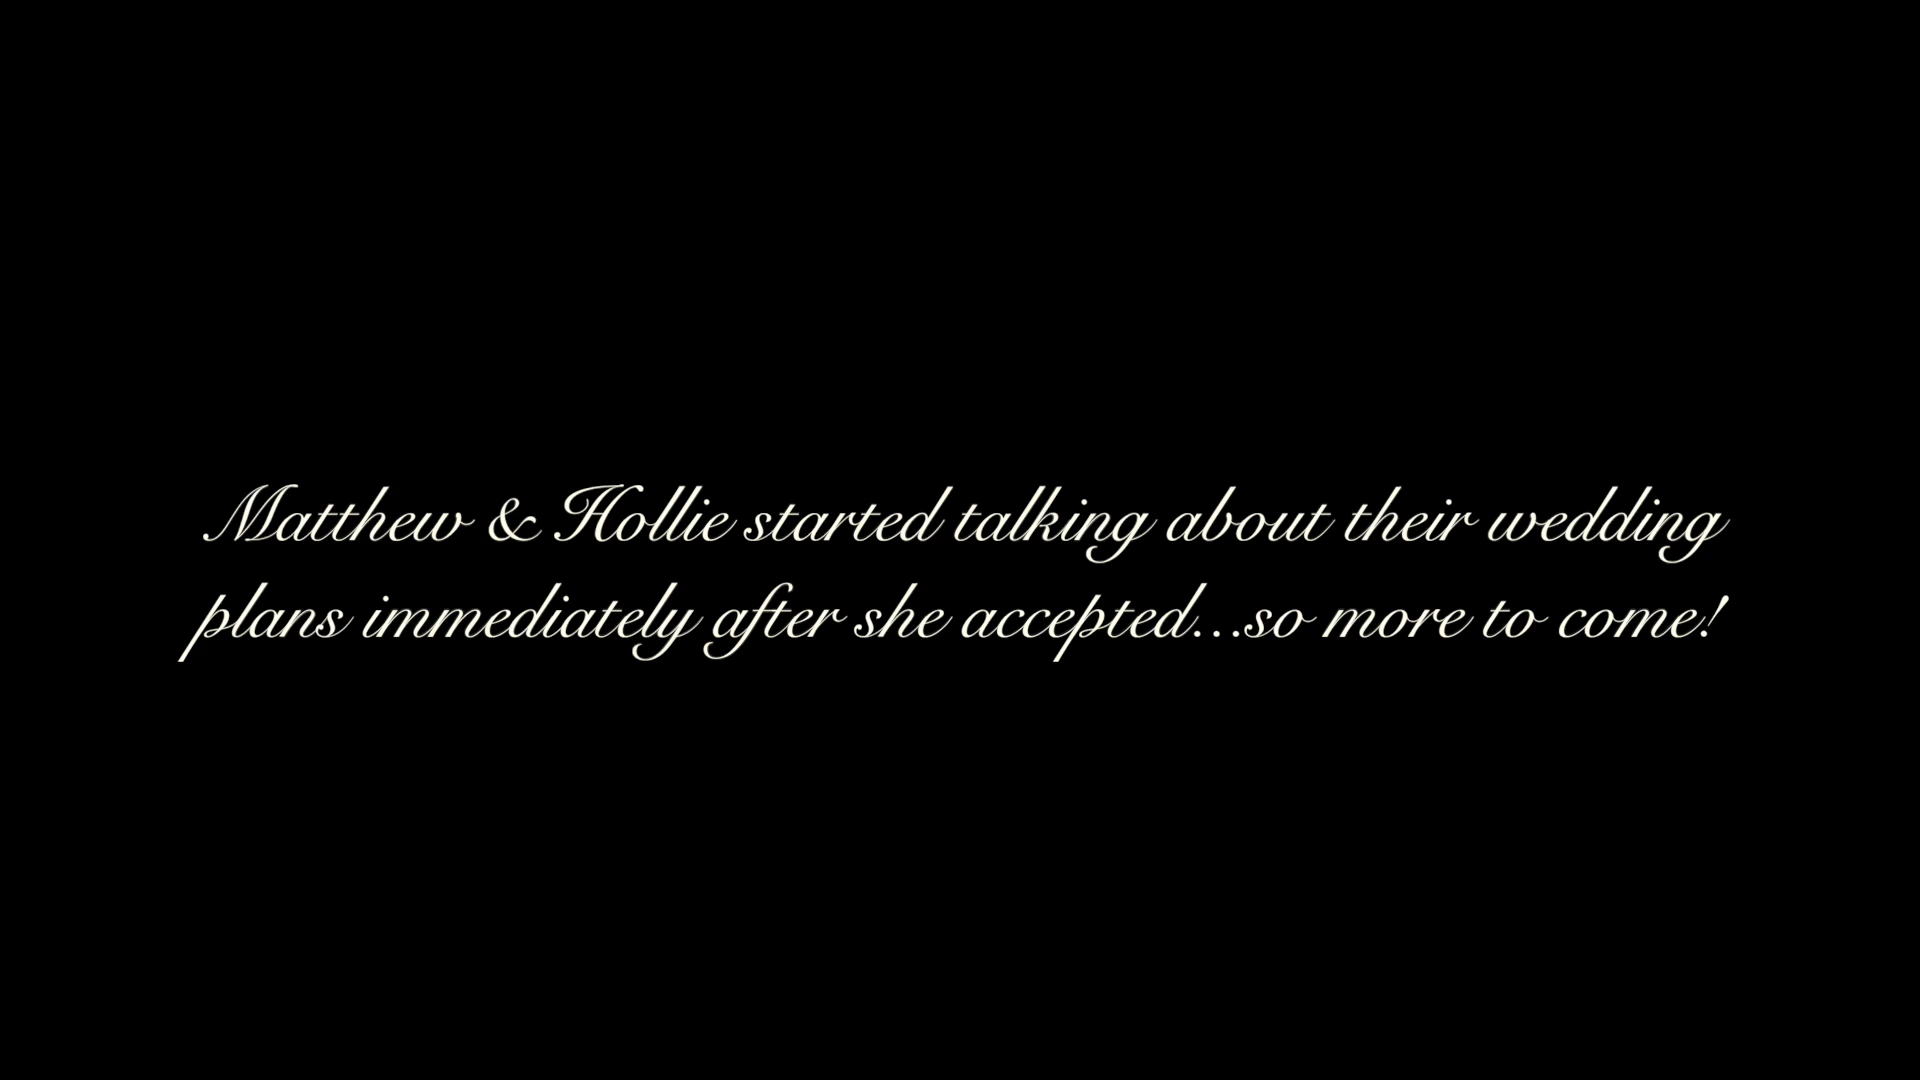 Matthew & Hollie started talking about their wedding
plans immediately after she accepted...so more to come!